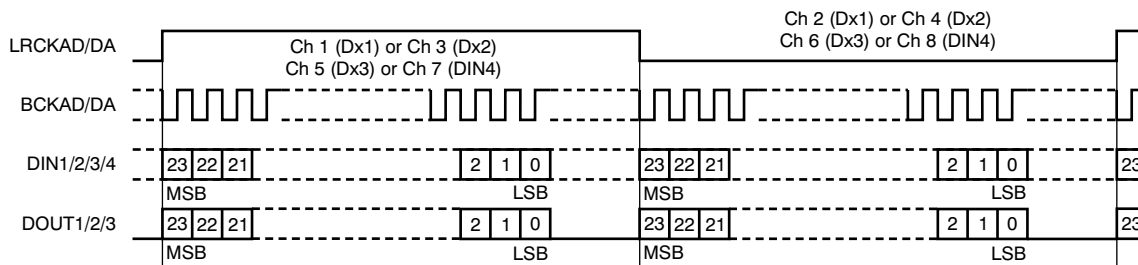 LRCKAD/DA
Ch 1 (Dx1) or Ch 3 (Dx2)
Ch 5 (Dx3) or Ch 7 (DIN4)
Ch 2 (Dx1) or Ch 4 (Dx2)
Ch 6 (Dx3) or Ch 8 (DIN4)
BCKAD/DA
DIN1/2/3/4
23 22 21 2 1 0 23 22 21 2 1 0 23
MSB LSB MSB LSB
DOUT1/2/3
23 22 21 2 1 0 23 22 21 2 1 0 23
MSB LSB MSB LSB